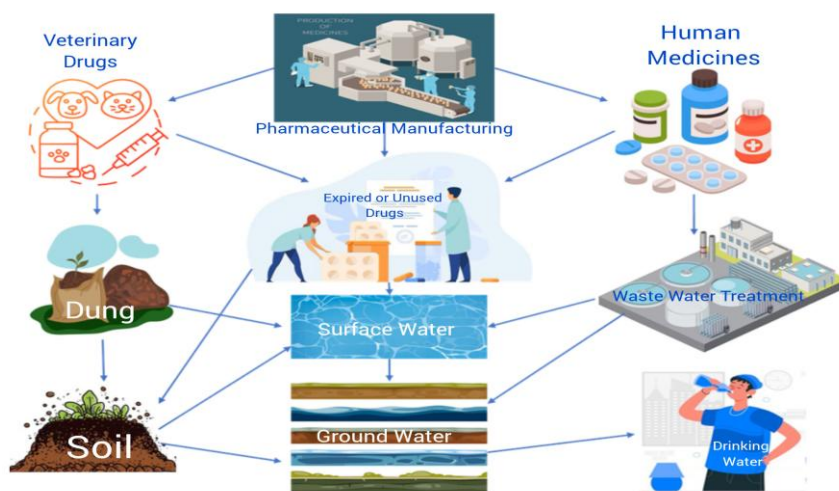 Veterinary
Drugs
PRODUCTION
OF
MEDICINES
Pharmaceutical Manufacturing
Human
Medicines
Expired or Unused
Drugs
Dung
Surface Water
Waste Water Treatment
Soil
Ground Water
Drinking
Water